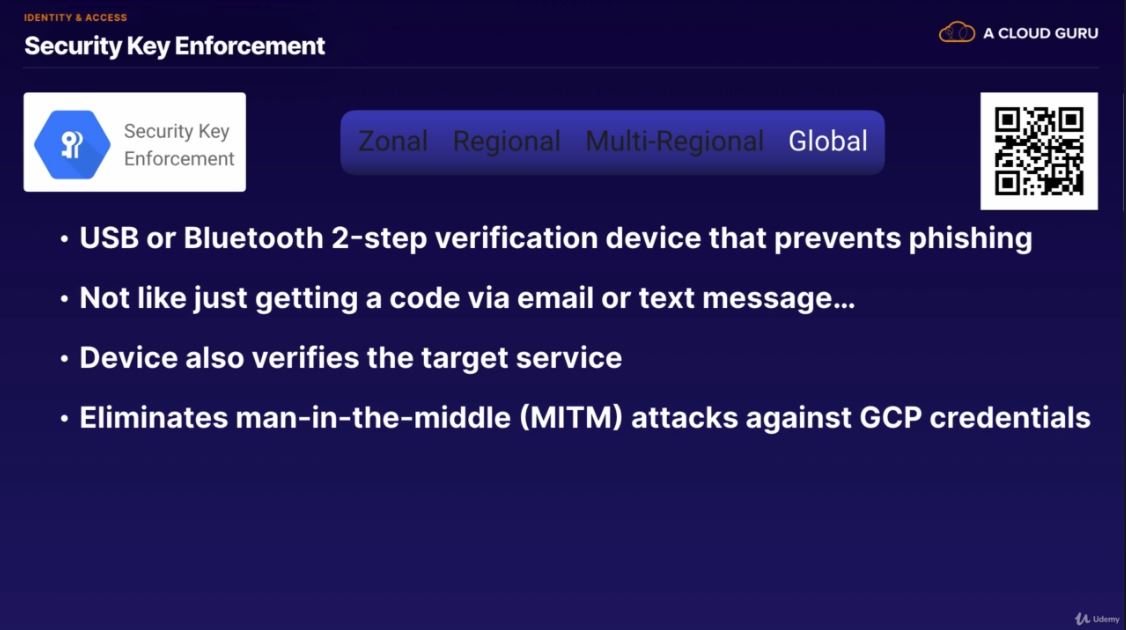 IDENTITY & ACCESS
Security Key Enforcement
A CLOUD GURU
Security Key
Enforcement
Zonal Regional Multi-Regional Global
• USB or Bluetooth 2-step verification device that prevents phishing
• Not like just getting a code via email or text message...
• Device also verifies the target service
• Eliminates man-in-the-middle (MITM) attacks against GCP credentials
Udemy